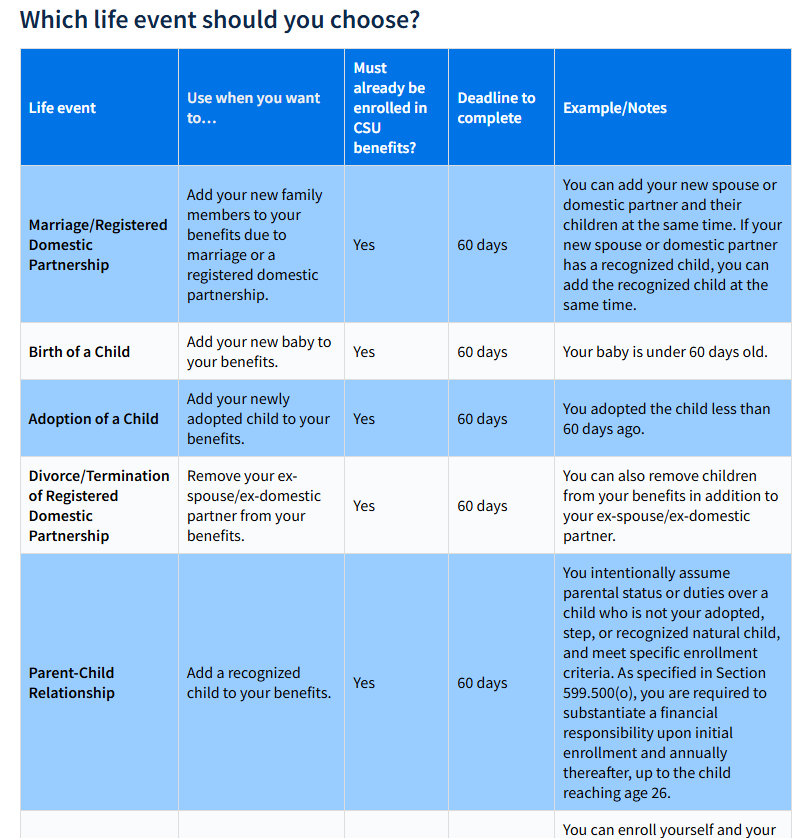 Which life event should you choose?
Life event
Use when you want
to…
Must
already be
enrolled in
CSU
benefits?
Deadline to
complete
Example/Notes
Marriage/Registered
Domestic
Partnership
Add your new family
members to your
benefits due to
marriage or a
registered domestic
partnership.
Yes
60 days
You can add your new spouse or
domestic partner and their
children at the same time. If your
new spouse or domestic partner
has a recognized child, you can
add the recognized child at the
same time.
Birth of a Child
Add your new baby to
your benefits.
Yes
60 days
Your baby is under 60 days old.
Adoption of a Child
Add your newly
adopted child to your
benefits.
Yes
60 days
You adopted the child less than
60 days ago.
Divorce/Termination
of Registered
Domestic
Partnership
Remove your ex-
spouse/ex-domestic
partner from your
benefits.
Yes
60 days
You can also remove children
from your benefits in addition to
your ex-spouse/ex-domestic
partner.
Parent-Child
Relationship
Add a recognized
child to your benefits.
Yes
60 days
You intentionally assume
parental status or duties over a
child who is not your adopted,
step, or recognized natural child,
and meet specific enrollment
criteria. As specified in Section
599.500(o), you are required to
substantiate a financial
responsibility upon initial
enrollment and annually
thereafter, up to the child
reaching age 26.
You can enroll yourself and your